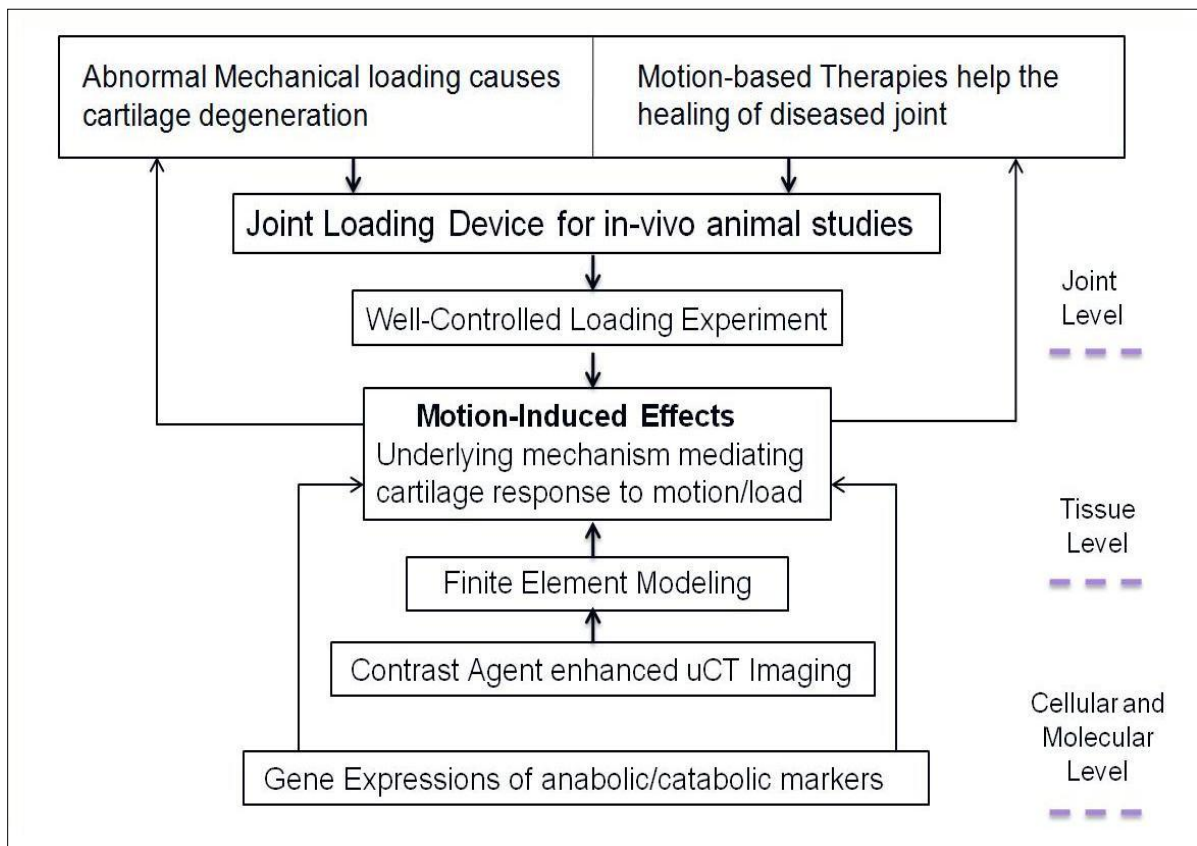 Abnormal Mechanical loading causes
cartilage degeneration
Motion-based Therapies help the
healing of diseased joint
Joint Loading Device for in-vivo animal studies
Well-Controlled Loading Experiment
Joint
Level
Motion-Induced Effects
Underlying mechanism mediating
cartilage response to motion/load
Tissue
Level
Finite Element Modeling
Contrast Agent enhanced uCT Imaging
Cellular and
Molecular
Level
Gene Expressions of anabolic/catabolic markers